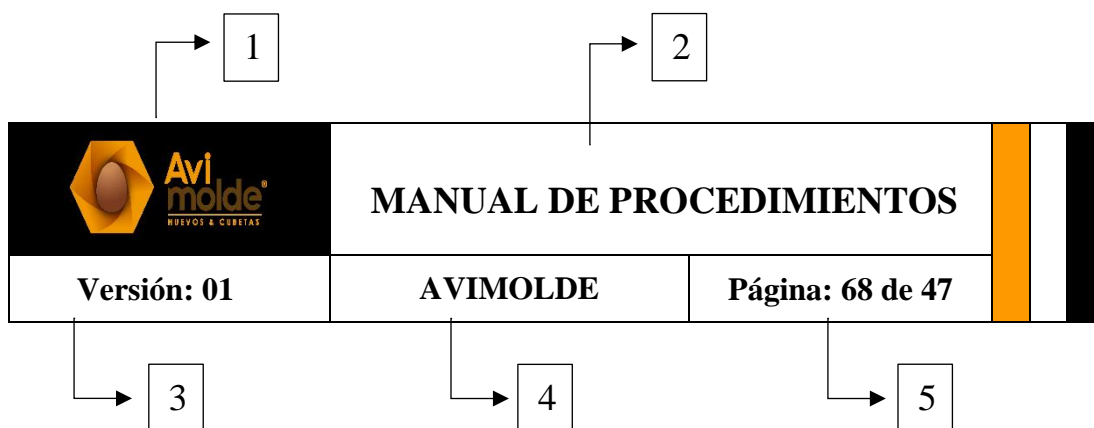 1
2
Avi
molde®
HUEVOS & CUBETAS
MANUAL DE PROCEDIMIENTOS
Versión: 01
AVIMOLDE
Página: 68 de 47
3
4
5